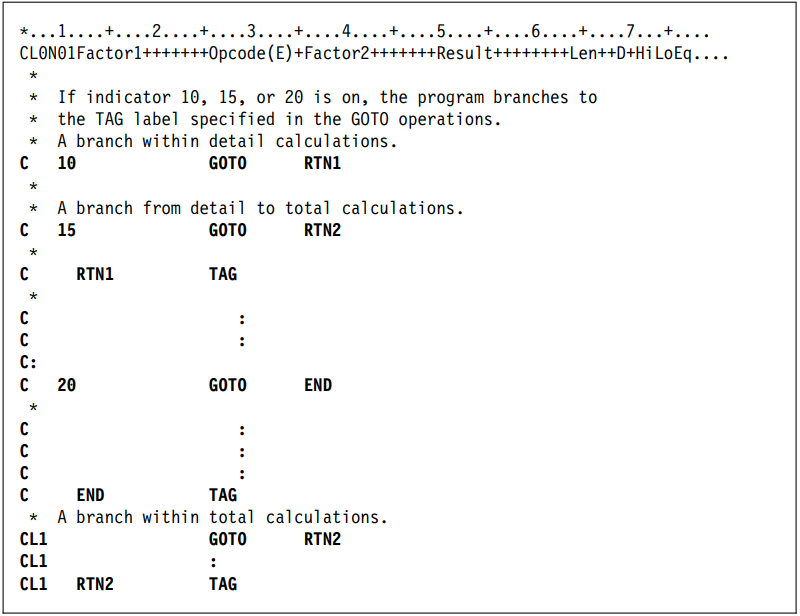 *...1....+....2....+....3....+....4....+....5....+....6....+....7...+....
CL0N01Factor1+++++++Opcode(E)+Factor2+++++++Result++++++++Len++D+HiLoEq....
 *
 *  If indicator 10, 15, or 20 is on, the program branches to
 *  the TAG label specified in the GOTO operations.
 *  A branch within detail calculations.
C   10              GOTO      RTN1
 *
 *  A branch from detail to total calculations.
C   15              GOTO      RTN2
 *
C     RTN1          TAG
 *
C                      :
C                      :
C:
C   20              GOTO      END
 *
C                      :
C                      :
C                      :
C     END           TAG
 *  A branch within total calculations.
CL1                 GOTO      RTN2
CL1                 :
CL1   RTN2          TAG